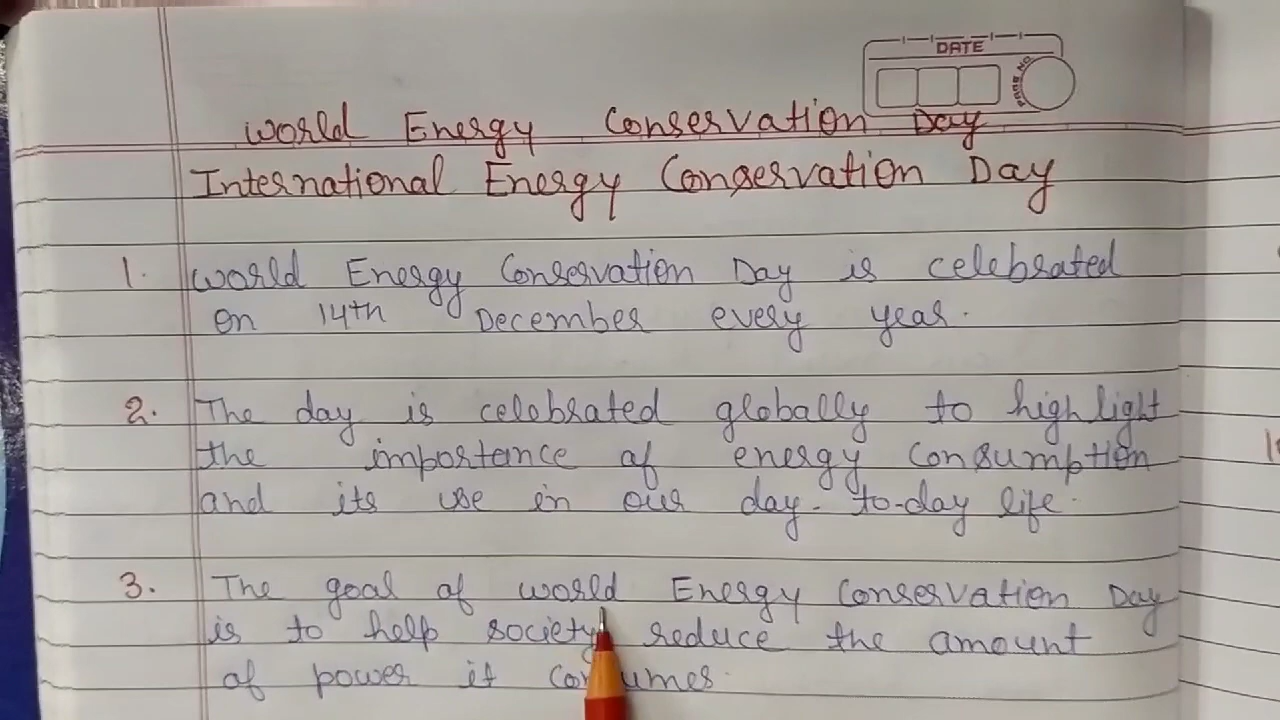 DATE
PAGE NO
World Energy Conservation Day
International Energy Conservation Day
1. World Energy Conservation Day is celebrated
on 14th December every year.
2. The day is celebrated globally to highlight
the importance of energy consumption
and its use in our day-to-day life.
3. The goal of world Energy Conservation Day
is to help society reduce the amount
of power it consumes.